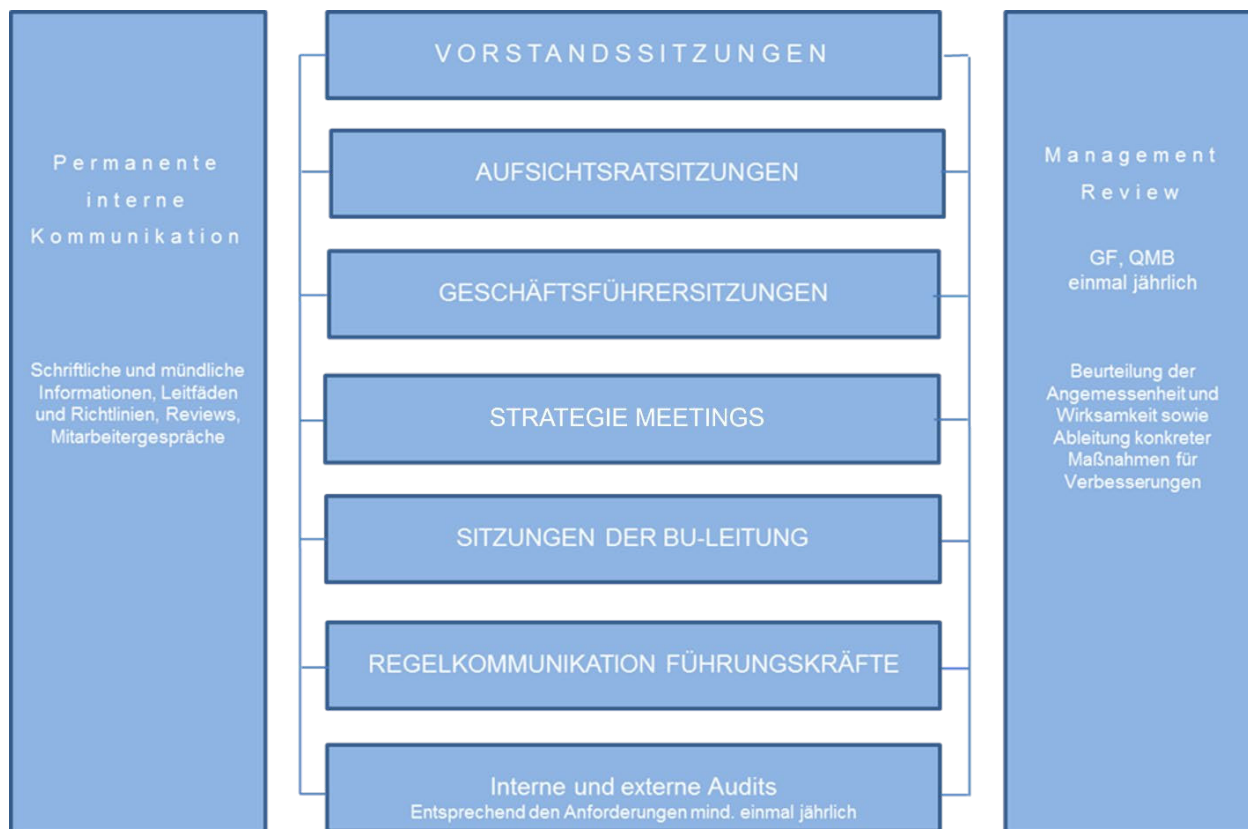 Permanente
interne
Kommunikation
Schriftliche und mündliche
Informationen, Leitfäden
und Richtlinien, Reviews,
Mitarbeitergespräche
VORSTANDSSITZUNGEN
AUFSICHTSRATSITZUNGEN
GESCHÄFTSFÜHRERSITZUNGEN
STRATEGIE MEETINGS
SITZUNGEN DER BU-LEITUNG
REGELKOMMUNIKATION FÜHRUNGSKRÄFTE
Interne und externe Audits
Entsprechend den Anforderungen mind. einmal jährlich
Management
Review
GF, QMB
einmal jährlich
Beurteilung der
Angemessenheit und
Wirksamkeit sowie
Ableitung konkreter
Maßnahmen für
Verbesserungen